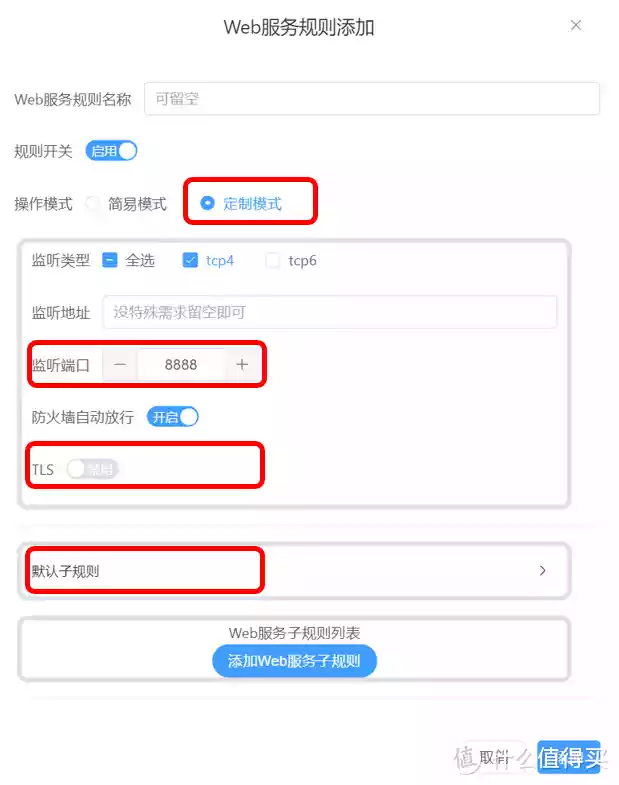 Web服务规则添加
Web服务规则名称 可留空
规则开关 启用
操作模式 简易模式 定制模式
监听类型 全选 tcp4 tcp6
监听地址 没特殊需求留空即可
监听端口 − 8888 +
防火墙自动放行 开启
TLS 禁用
默认子规则
Web服务子规则列表
添加Web服务子规则
取消
值 什么值得买